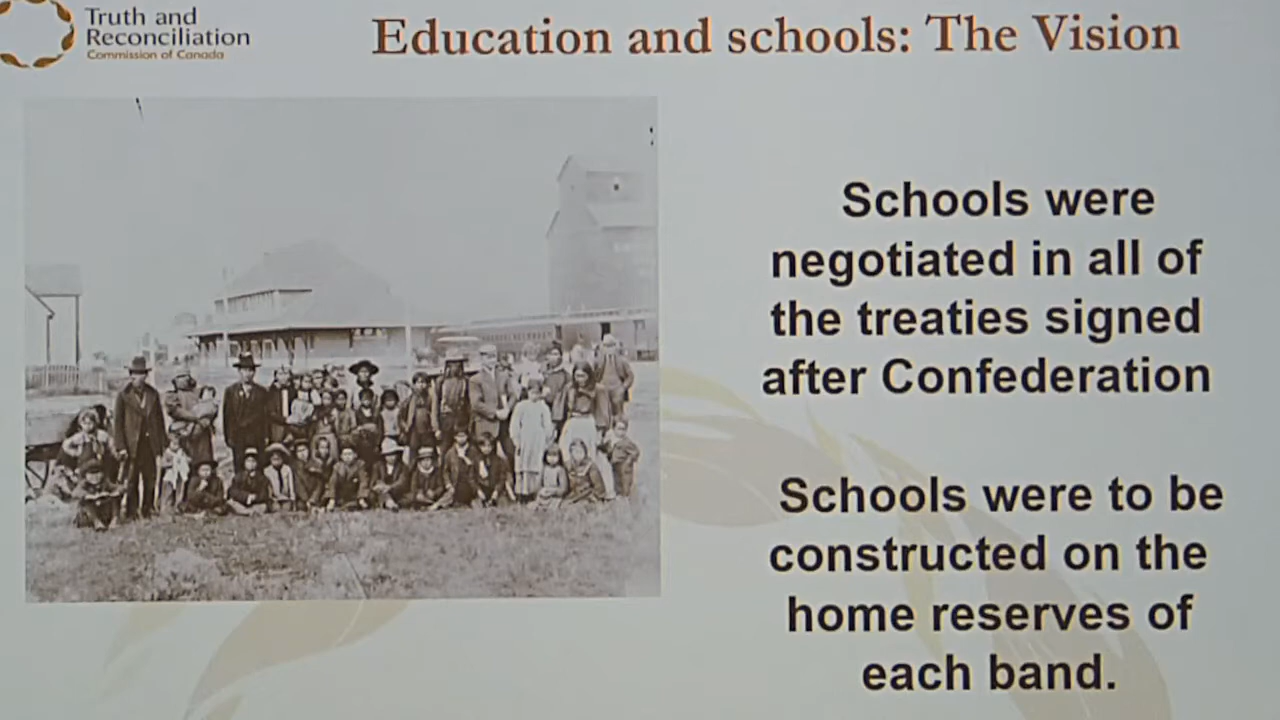 Truth and
Reconciliation
Commission of Canada
Education and schools: The Vision
Schools were
negotiated in all of
the treaties signed
after Confederation
Schools were to be
constructed on the
home reserves of
each band.